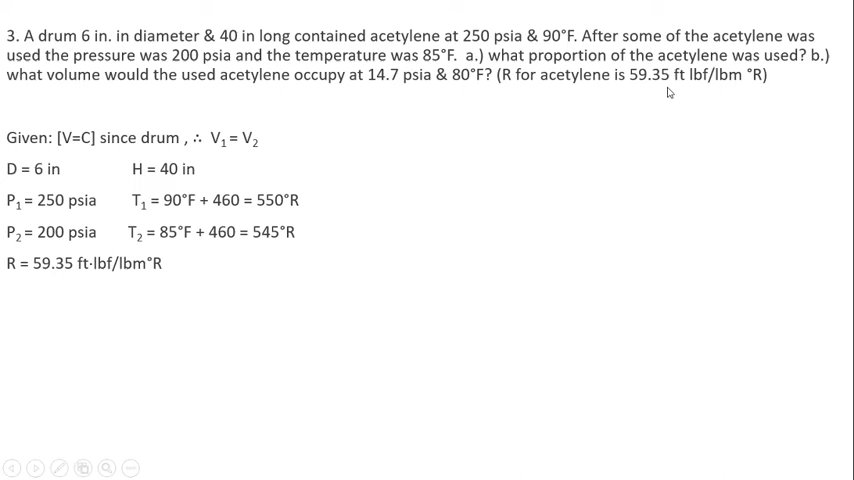 3. A drum 6 in. in diameter & 40 in long contained acetylene at 250 psia & 90°F. After some of the acetylene was
used the pressure was 200 psia and the temperature was 85°F.  a.) what proportion of the acetylene was used? b.)
what volume would the used acetylene occupy at 14.7 psia & 80°F? (R for acetylene is 59.35 ft lbf/lbm °R)
Given: [V=C] since drum , ∴ V₁ = V₂
D = 6 in H = 40 in
P₁ = 250 psia T₁ = 90°F + 460 = 550°R
P₂ = 200 psia T₂ = 85°F + 460 = 545°R
R = 59.35 ft·lbf/lbm°R